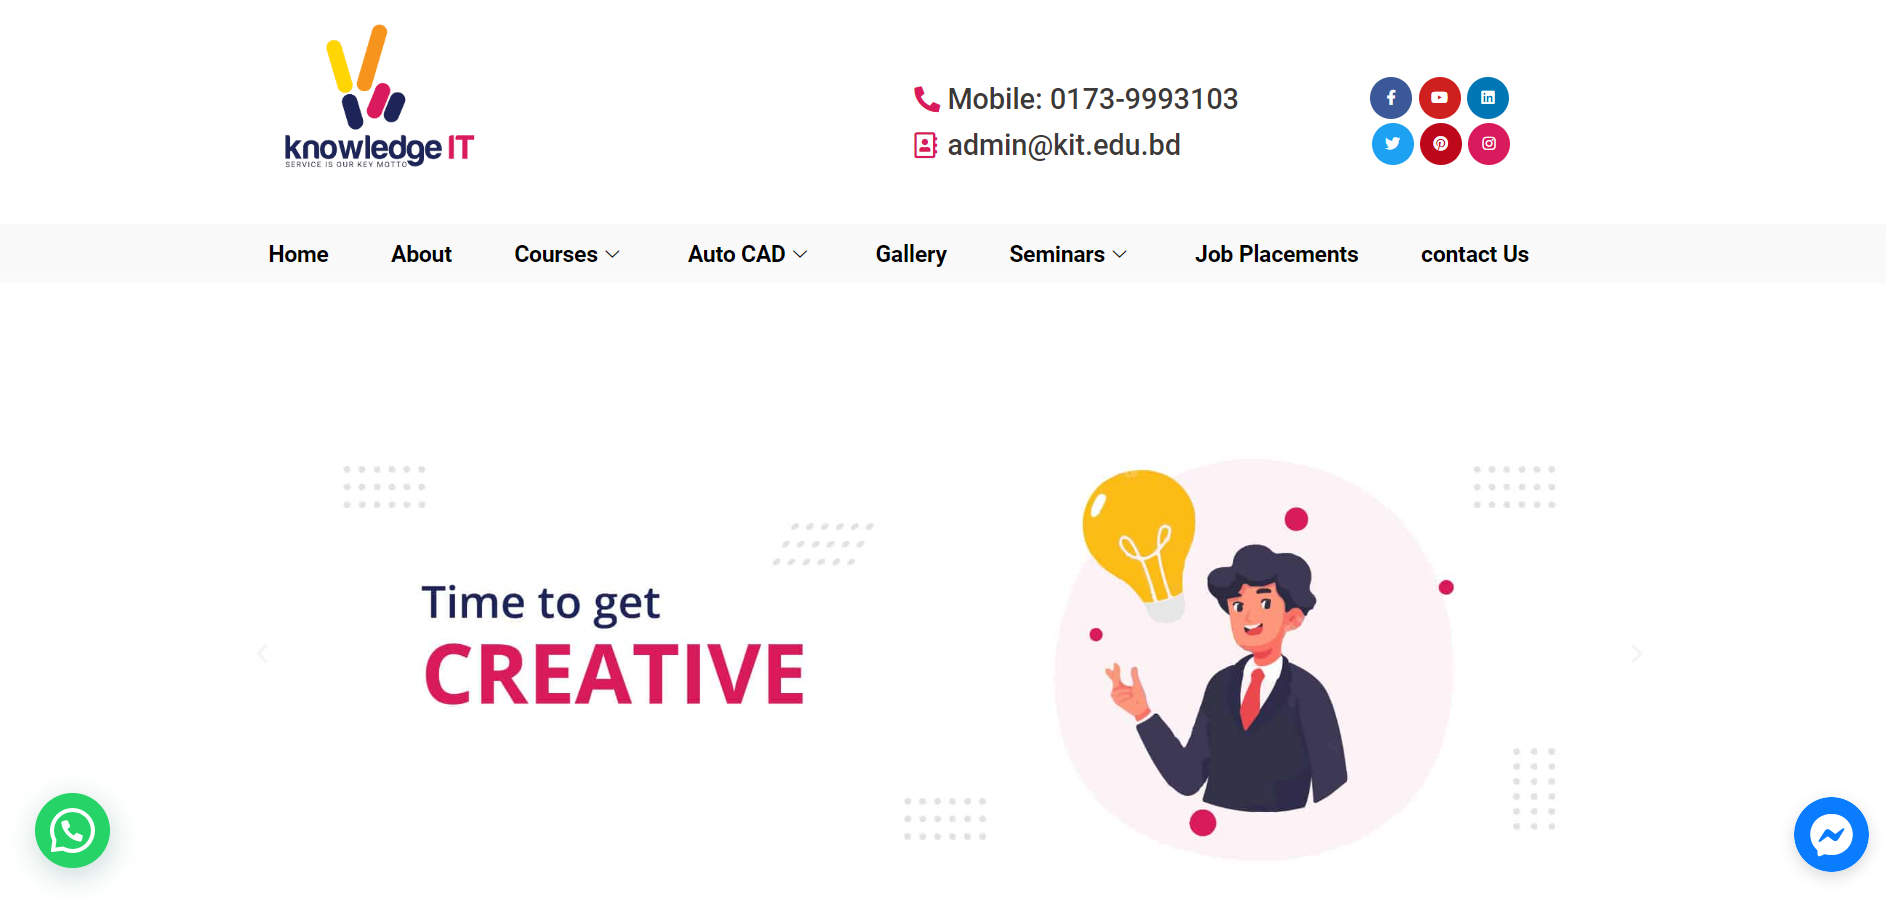 knowledge IT
SERVICE IS OUR KEY MOTTO
Mobile: 0173-9993103
admin@kit.edu.bd
Home About Courses Auto CAD Gallery Seminars Job Placements contact Us
Time to get
CREATIVE